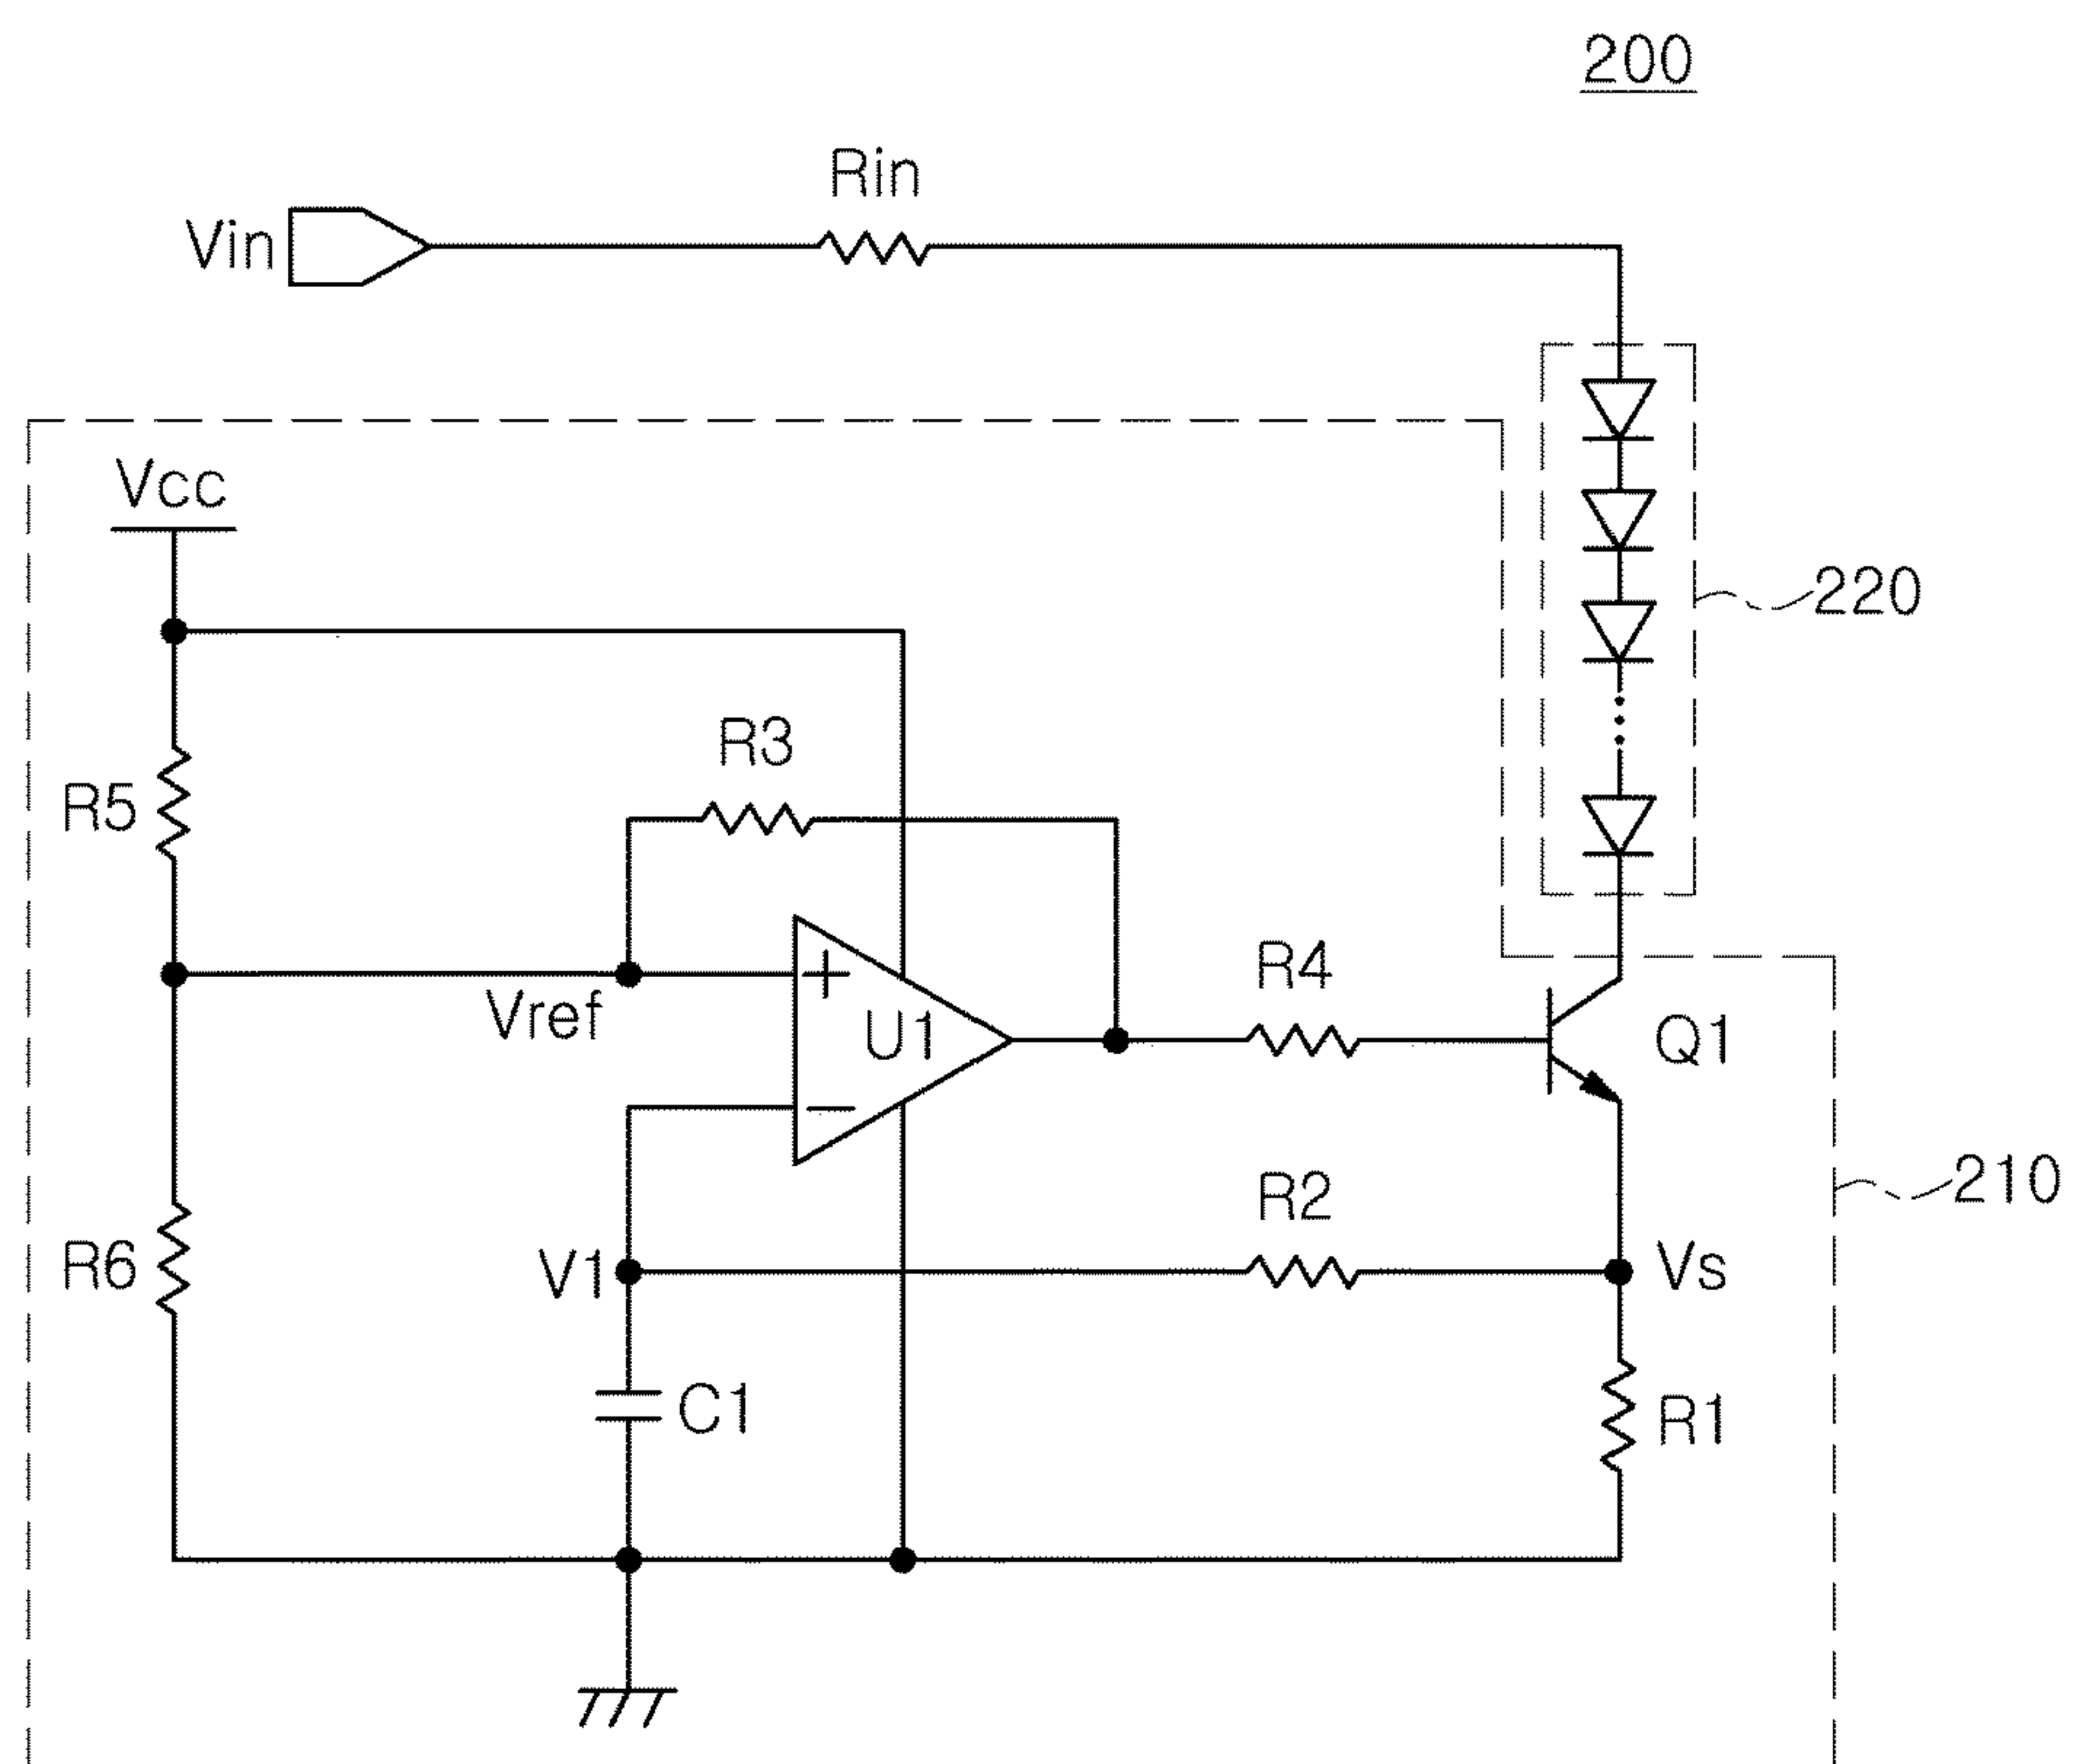 200
Rin
Vin
Vcc
220
R3
R5
R4
+
Vref
U1
Q1
−
R2
210
R6
V1
Vs
C1
R1